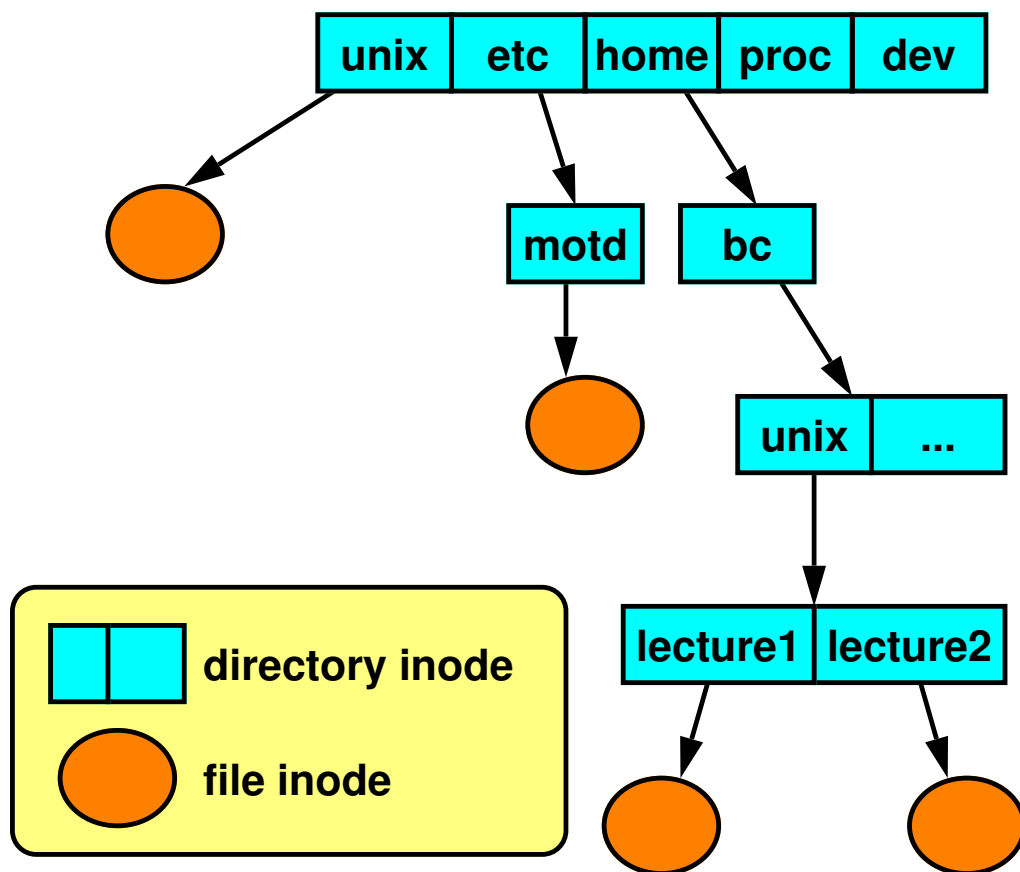 unix etc home proc dev
motd bc
unix ...
lecture1 lecture2
directory inode
file inode